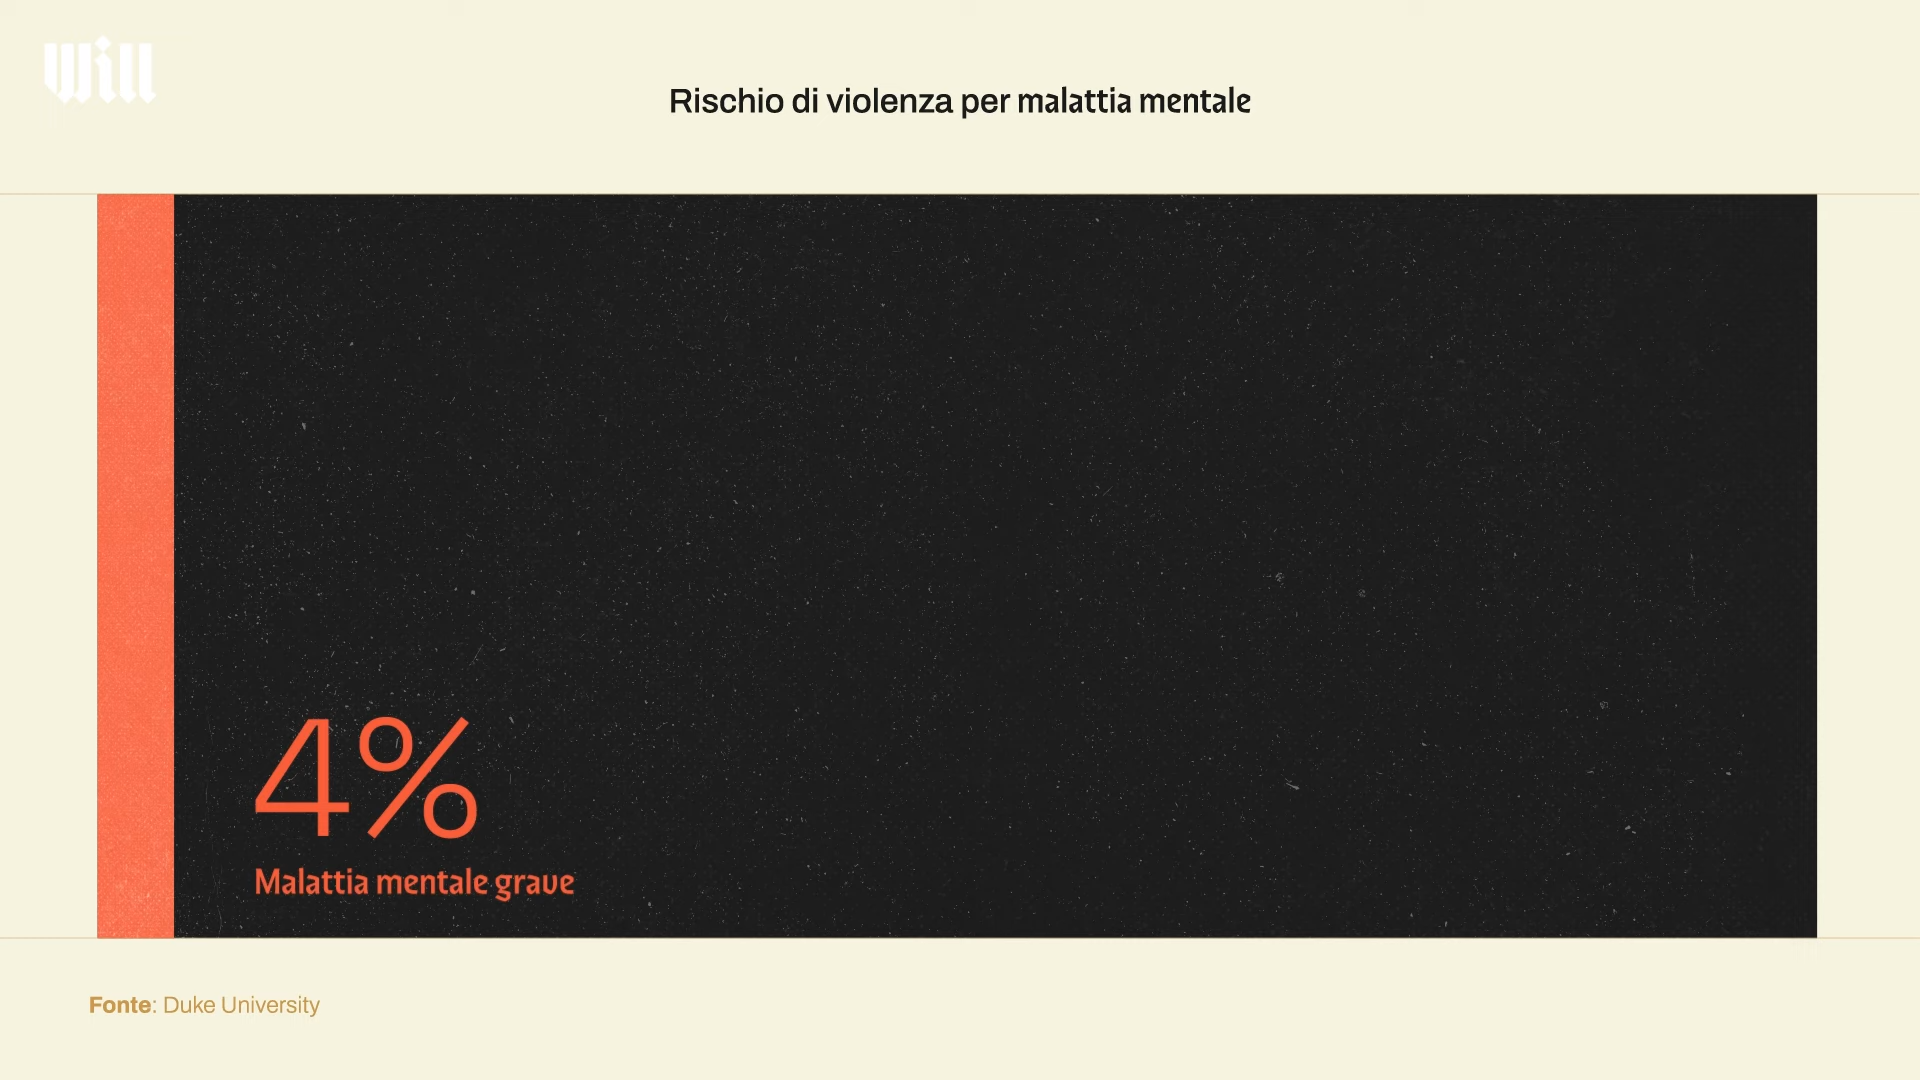 will
Rischio di violenza per malattia mentale
4%
Malattia mentale grave
Fonte: Duke University